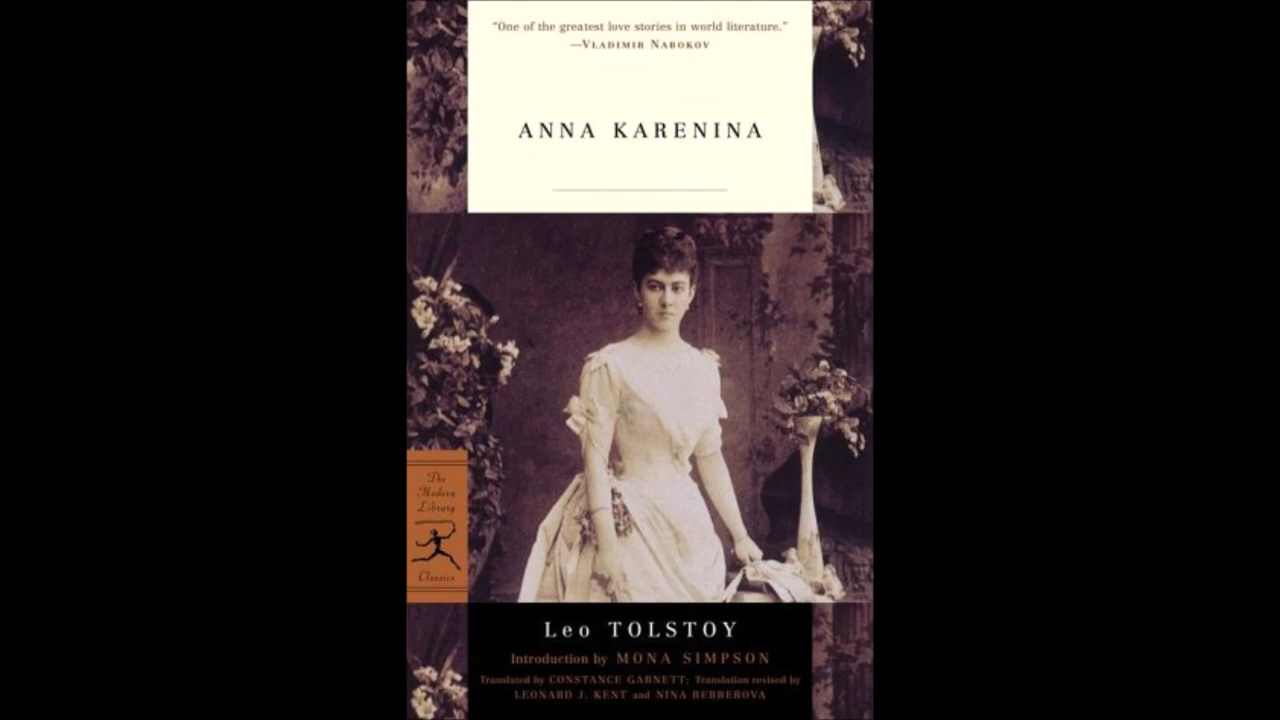 “One of the greatest love stories in world literature.”
—VLADIMIR NABOKOV
ANNA KARENINA
The
Modern
Library
Classics
Leo TOLSTOY
Introduction by MONA SIMPSON
Translated by CONSTANCE GARNETT; Translation revised by
LEONARD J. KENT and NINA BERBEROVA